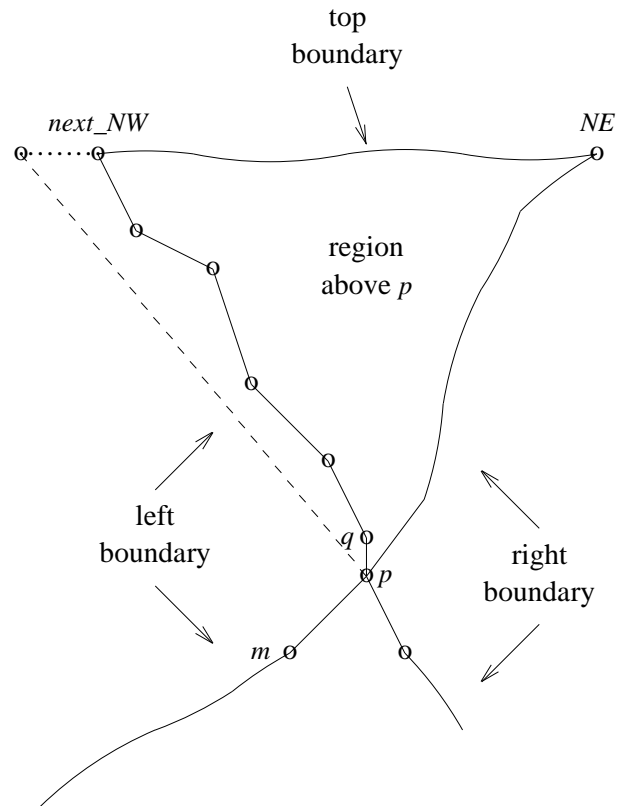 top
boundary
next_NW
NE
region
above p
left
boundary
q
p
right
boundary
m